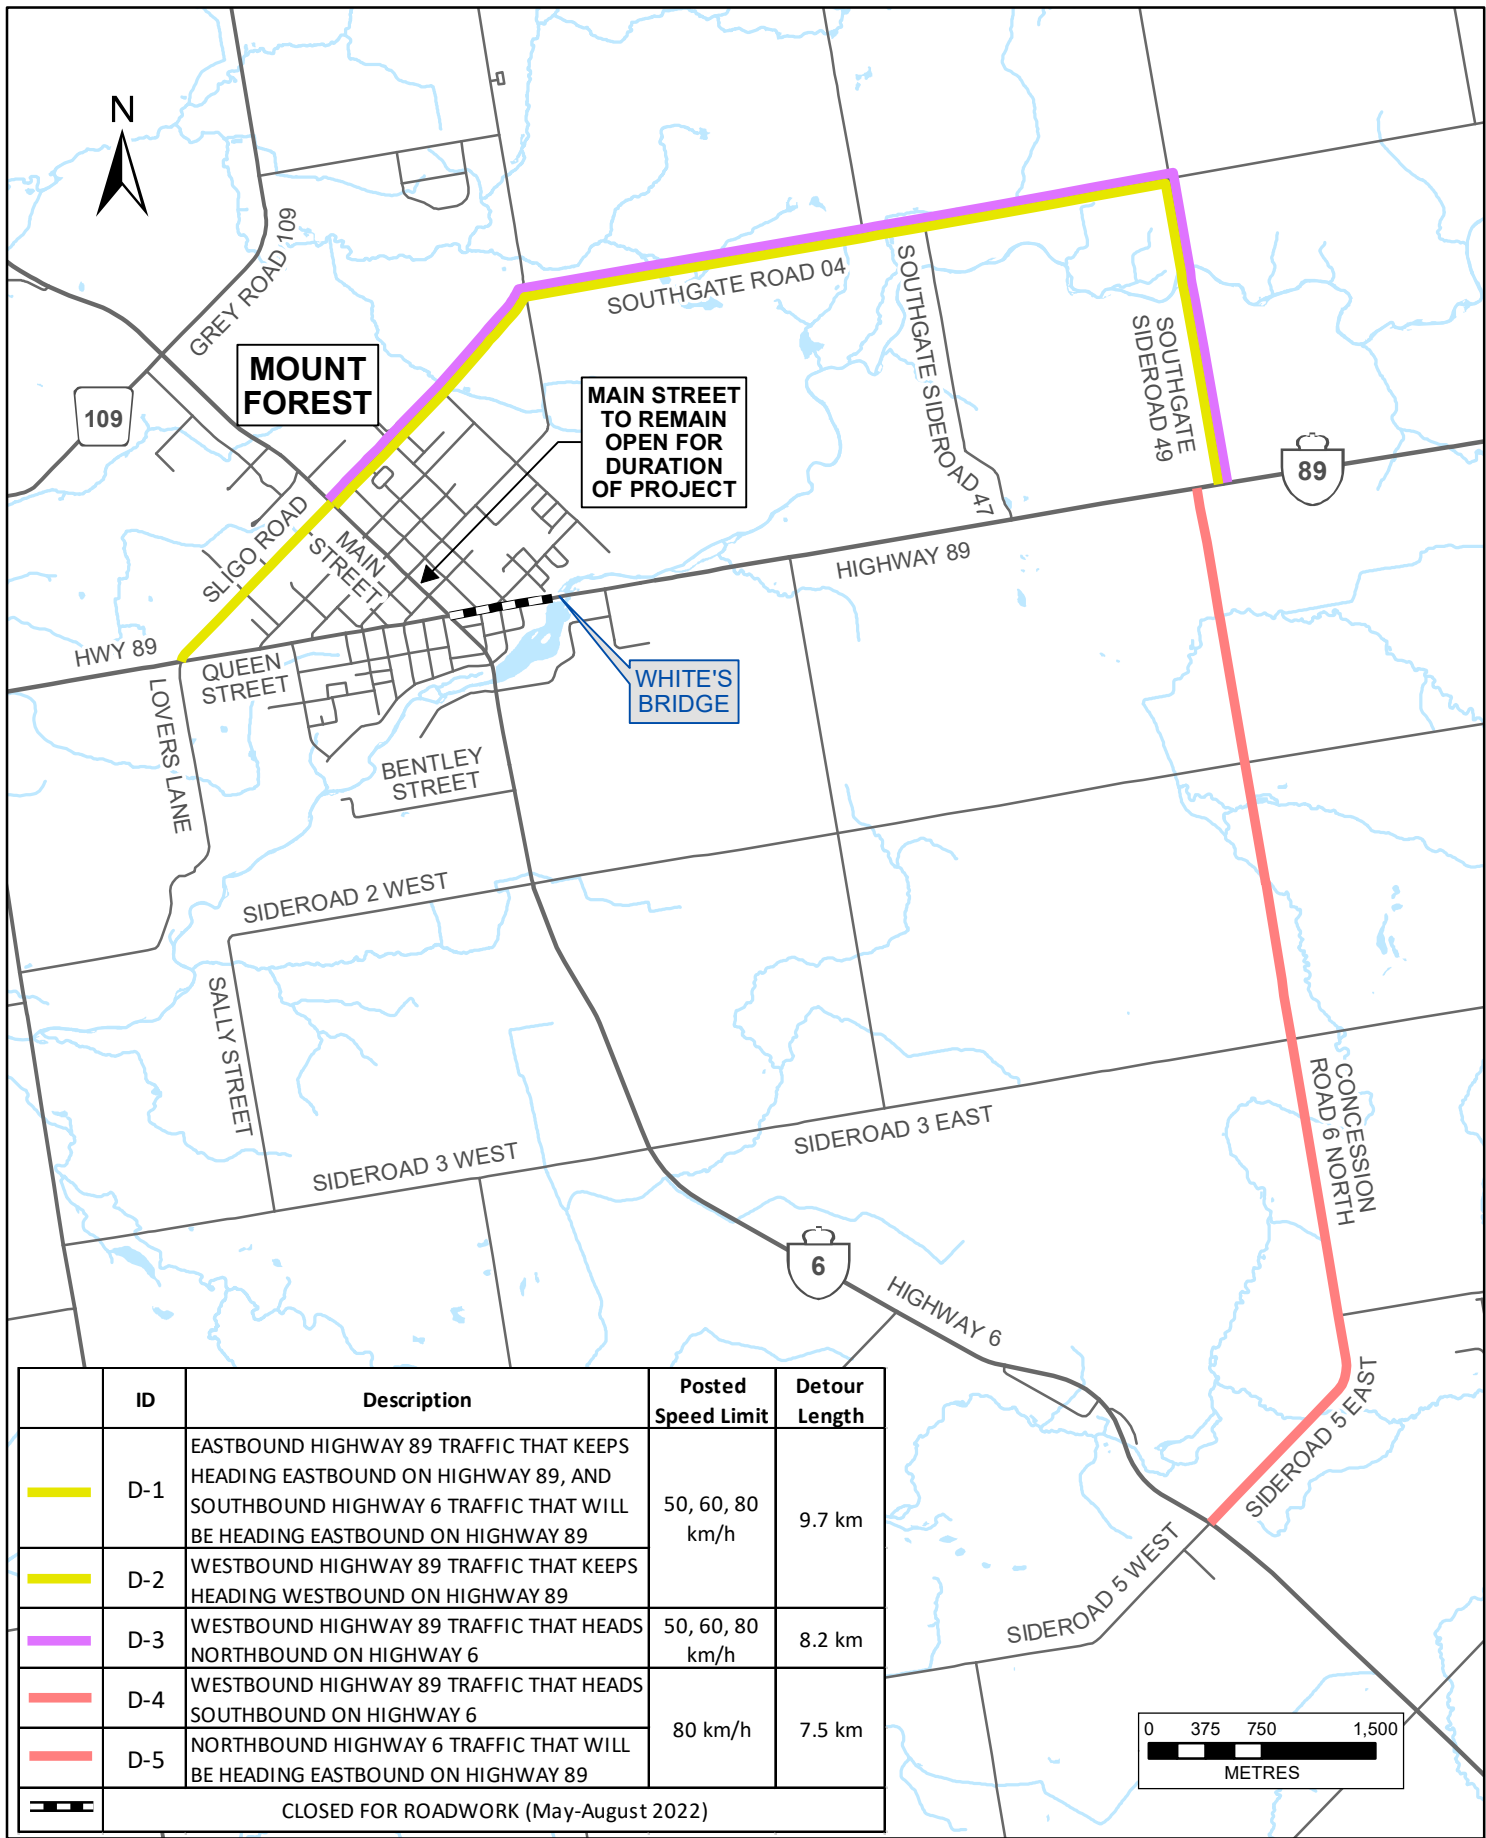 N
GREY ROAD 109
109
MOUNT
FOREST
MAIN STREET
TO REMAIN
OPEN FOR
DURATION
OF PROJECT
SOUTHGATE ROAD 04
SOUTHGATE SIDEROAD 47
SOUTHGATE
SIDEROAD 49
89
SLIGO ROAD
MAIN
STREET
HIGHWAY 89
HWY 89
QUEEN
STREET
LOVERS LANE
WHITE'S
BRIDGE
BENTLEY
STREET
SIDEROAD 2 WEST
SALLY STREET
SIDEROAD 3 WEST
SIDEROAD 3 EAST
CONCESSION
ROAD 6 NORTH
6
HIGHWAY 6
SIDEROAD 5 EAST
SIDEROAD 5 WEST
ID
Description
Posted
Speed Limit
Detour
Length
D-1
EASTBOUND HIGHWAY 89 TRAFFIC THAT KEEPS
HEADING EASTBOUND ON HIGHWAY 89, AND
SOUTHBOUND HIGHWAY 6 TRAFFIC THAT WILL
BE HEADING EASTBOUND ON HIGHWAY 89
50, 60, 80
km/h
9.7 km
D-2
WESTBOUND HIGHWAY 89 TRAFFIC THAT KEEPS
HEADING WESTBOUND ON HIGHWAY 89
D-3
WESTBOUND HIGHWAY 89 TRAFFIC THAT HEADS
NORTHBOUND ON HIGHWAY 6
50, 60, 80
km/h
8.2 km
D-4
WESTBOUND HIGHWAY 89 TRAFFIC THAT HEADS
SOUTHBOUND ON HIGHWAY 6
80 km/h
7.5 km
D-5
NORTHBOUND HIGHWAY 6 TRAFFIC THAT WILL
BE HEADING EASTBOUND ON HIGHWAY 89
CLOSED FOR ROADWORK (May-August 2022)
0 375 750 1,500
METRES